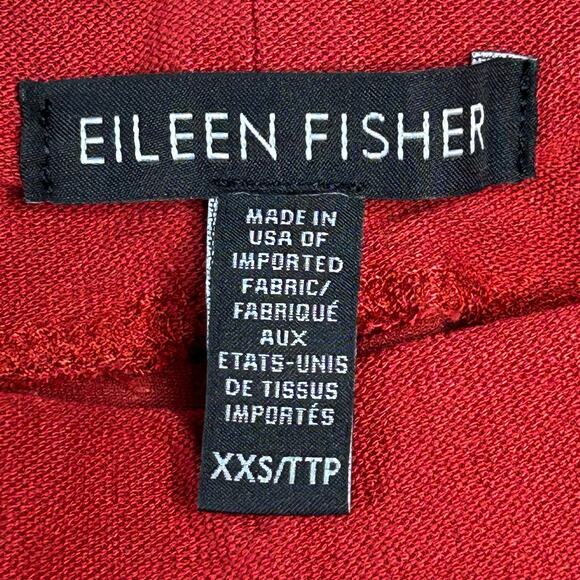 EILEEN FISHER
MADE IN
USA OF
IMPORTED
FABRIC/
FABRIQUÉ
AUX
ETATS-UNIS
DE TISSUS
IMPORTÉS
XXS/TTP